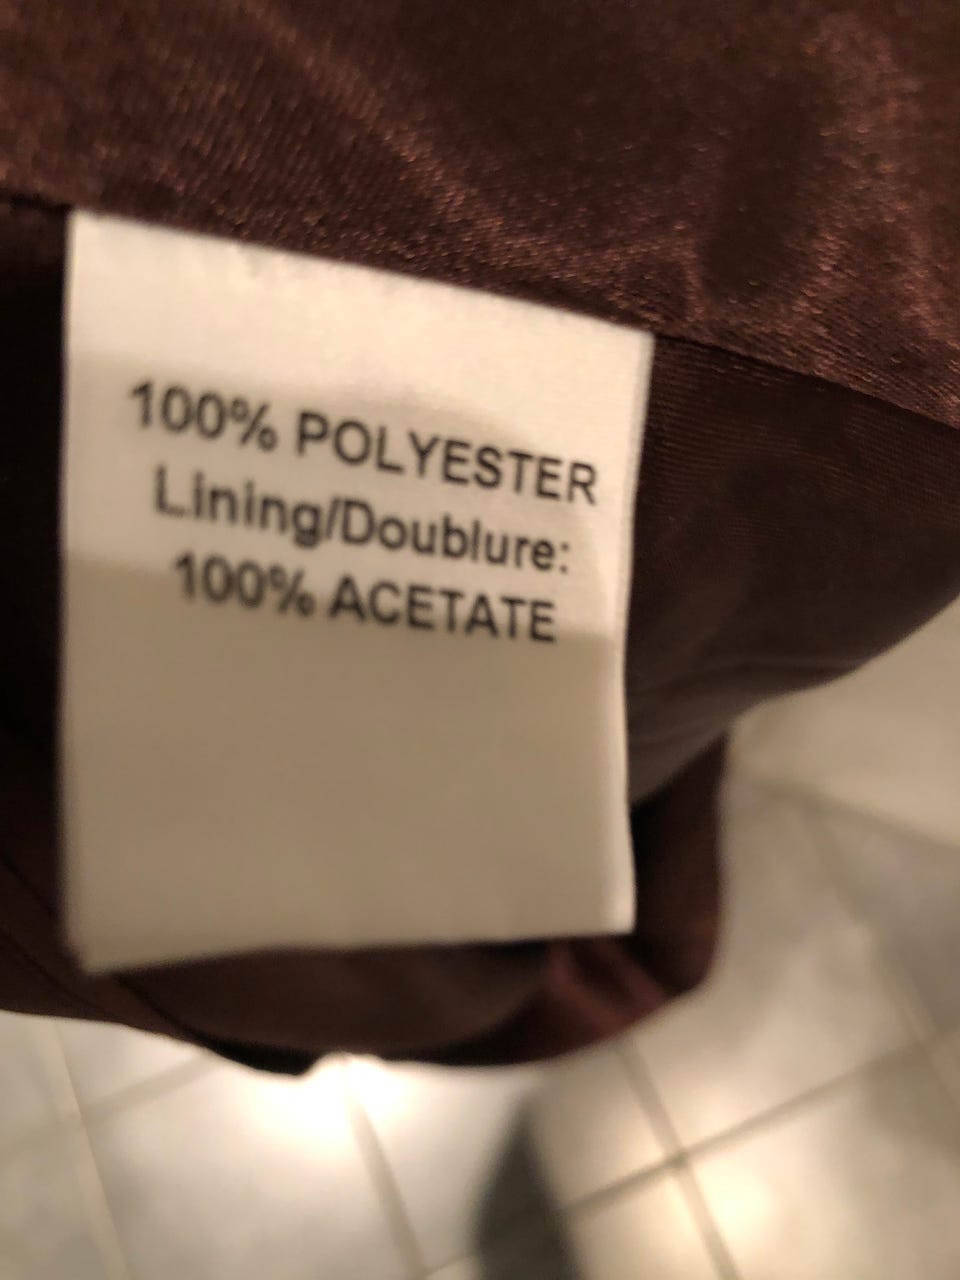 100% POLYESTER
Lining/Doublure:
100% ACETATE